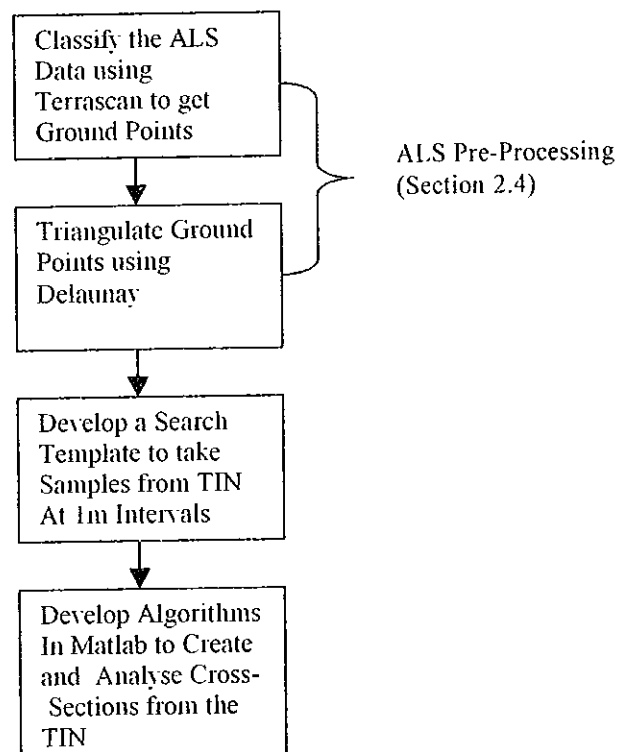 Classify the ALS
Data using
Terrascan to get
Ground Points
ALS Pre-Processing
(Section 2.4)
Triangulate Ground
Points using
Delaunay
Develop a Search
Template to take
Samples from TIN
At 1m Intervals
Develop Algorithms
In Matlab to Create
and Analyse Cross-
Sections from the
TIN